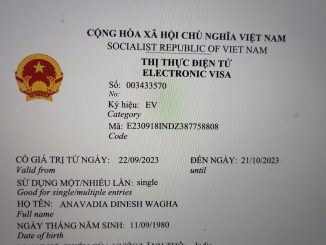 CỘNG HÒA XÃ HỘI CHỦ NGHĨA VIỆT NAM
SOCIALIST REPUBLIC OF VIET NAM
THỊ THỰC ĐIỆN TỬ
ELECTRONIC VISA
Số: 003433570
No:
Ký hiệu: EV
Category
Mã: E230918INDZ387758808
Code
CÓ GIÁ TRỊ TỪ NGÀY: 22/09/2023 ĐẾN NGÀY: 21/10/2023
Valid from until
SỬ DỤNG MỘT/NHIỀU LẦN: single
Good for single/multiple entries
HỌ TÊN: ANAVADIA DINESH WAGHA
Full name
NGÀY THÁNG NĂM SINH: 11/09/1980
Date of birth